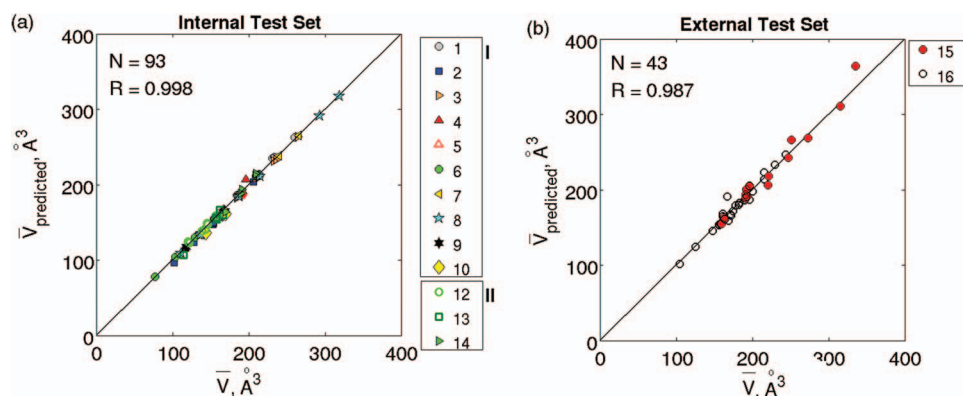 (a)
Internal Test Set
N = 93
R = 0.998
400
300
200
100
0
V̅predicted, Å3
0 100 200 300 400
V̅, Å3
1 I
2
3
4
5
6
7
8
9
10
12 II
13
14
(b)
External Test Set
N = 43
R = 0.987
400
300
200
100
0
V̅predicted, Å3
0 100 200 300 400
V̅, Å3
15
16